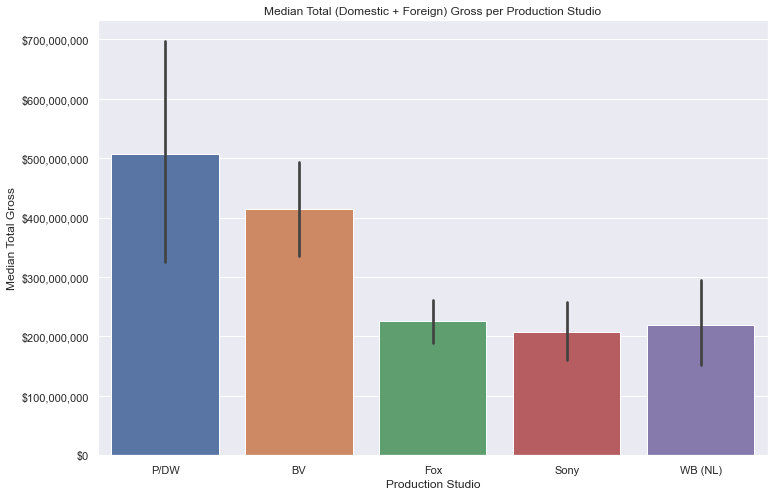 Median Total (Domestic + Foreign) Gross per Production Studio
$700,000,000
$600,000,000
$500,000,000
$400,000,000
$300,000,000
$200,000,000
$100,000,000
$0
Median Total Gross
P/DW BV Fox Sony WB (NL)
Production Studio